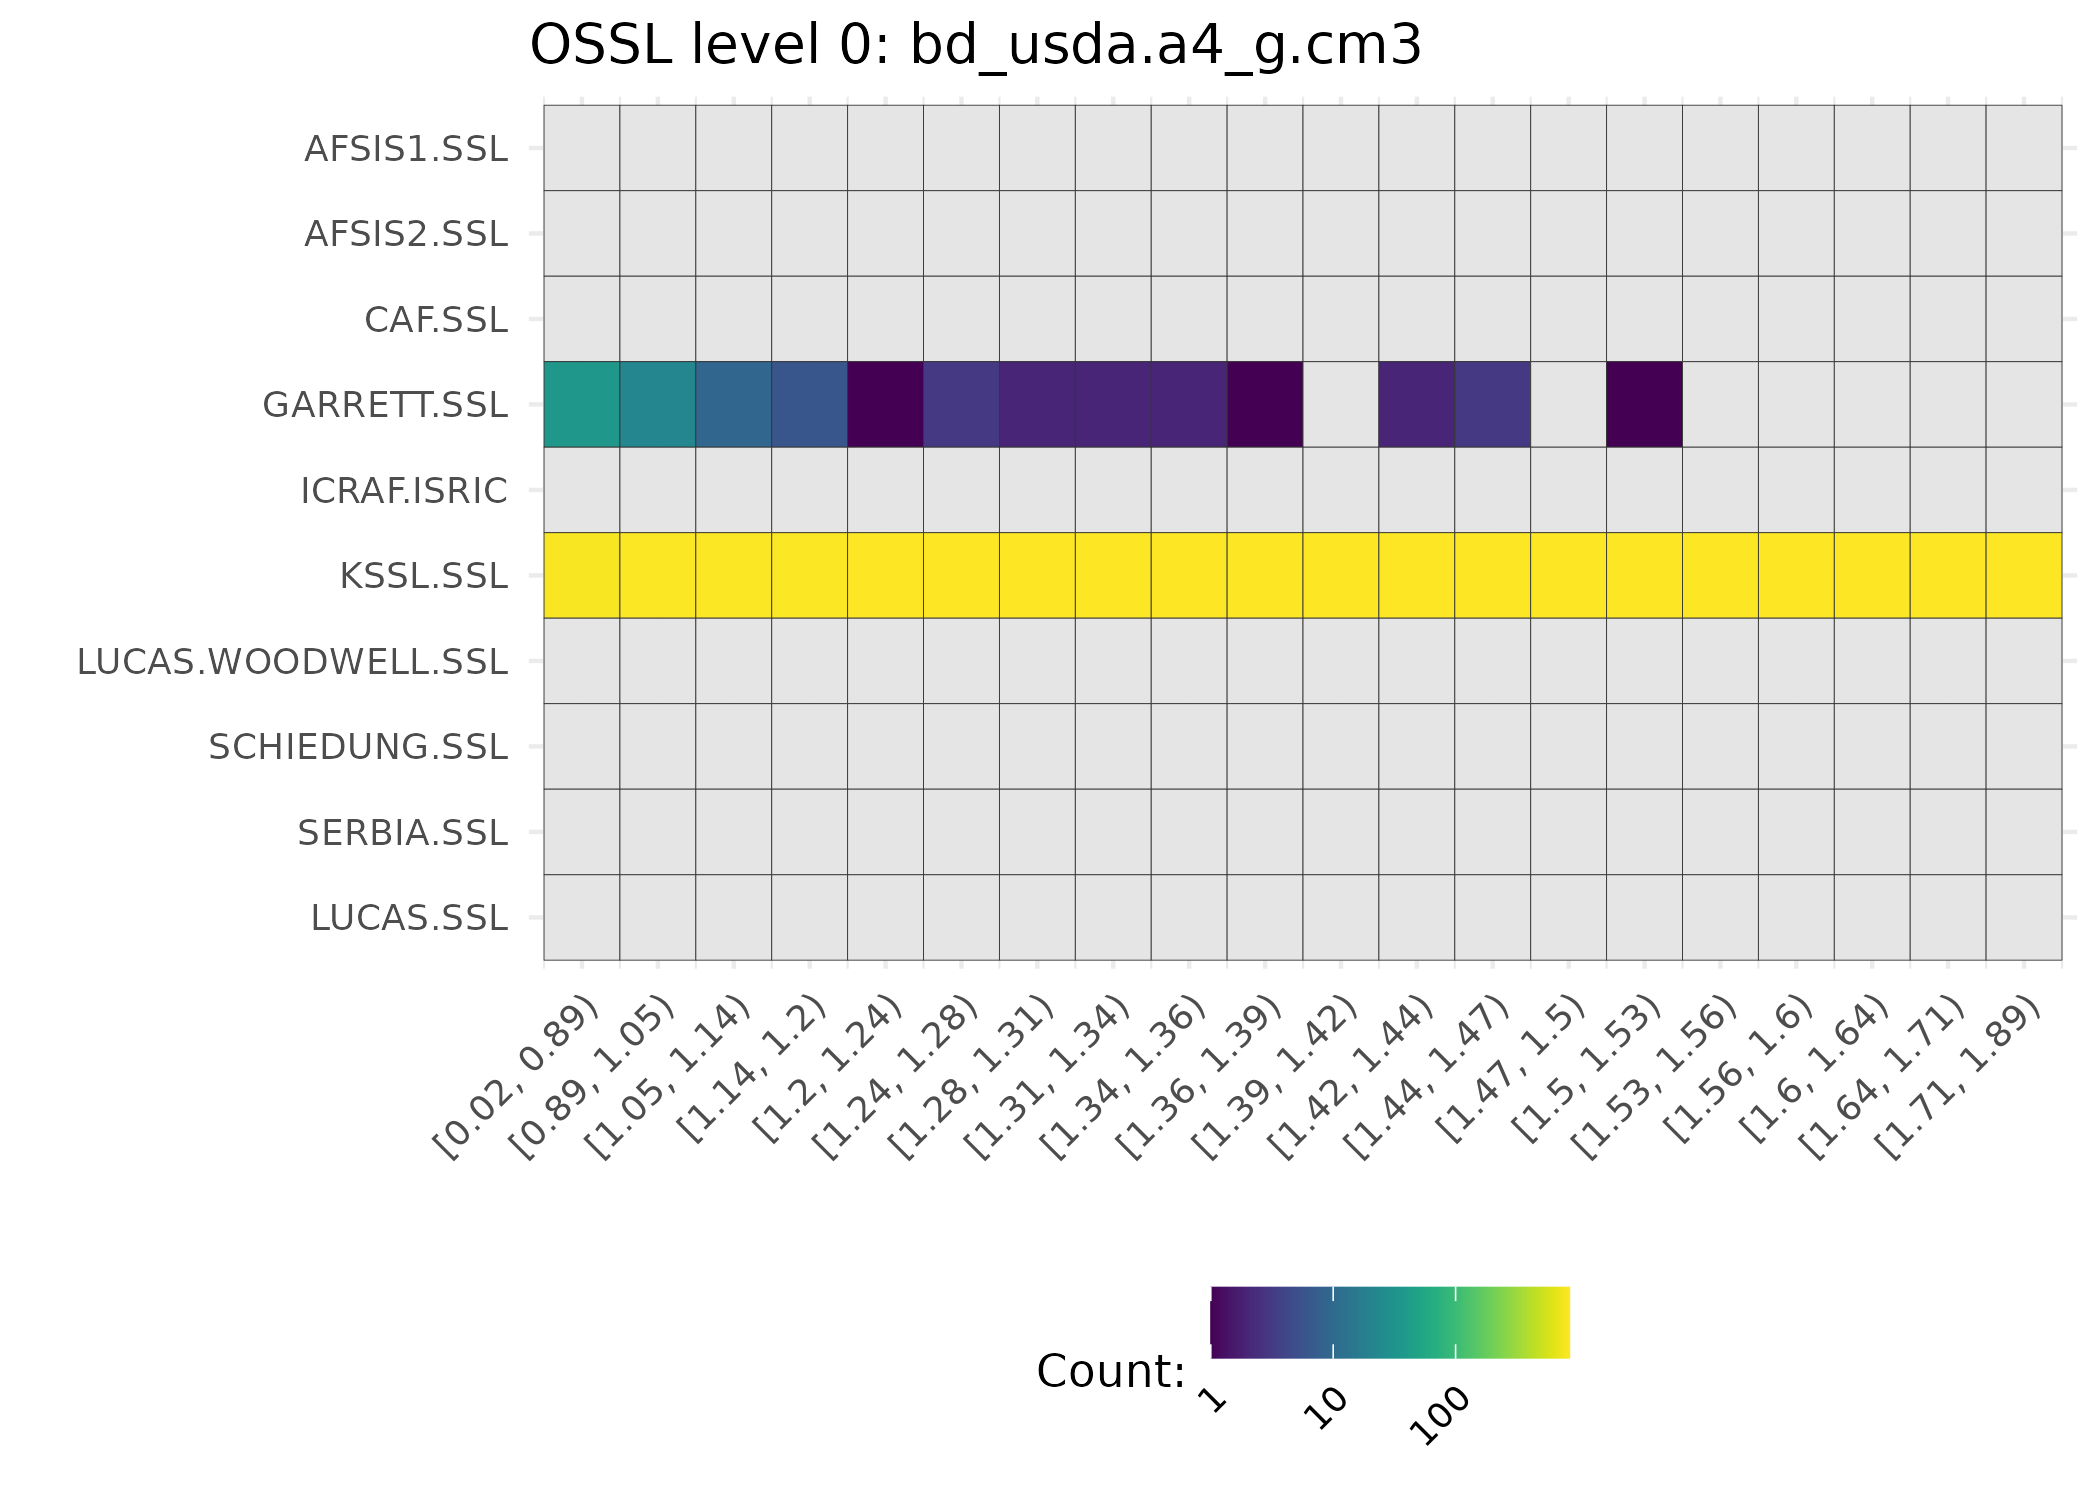 OSSL level 0: bd_usda.a4_g.cm3
AFSIS1.SSL
AFSIS2.SSL
CAF.SSL
GARRETT.SSL
ICRAF.ISRIC
KSSL.SSL
LUCAS.WOODWELL.SSL
SCHIEDUNG.SSL
SERBIA.SSL
LUCAS.SSL
[0.02, 0.89)
[0.89, 1.05)
[1.05, 1.14)
[1.14, 1.2)
[1.2, 1.24)
[1.24, 1.28)
[1.28, 1.31)
[1.31, 1.34)
[1.34, 1.36)
[1.36, 1.39)
[1.39, 1.42)
[1.42, 1.44)
[1.44, 1.47)
[1.47, 1.5)
[1.5, 1.53)
[1.53, 1.56)
[1.56, 1.6)
[1.6, 1.64)
[1.64, 1.71)
[1.71, 1.89)
Count:
1
10
100